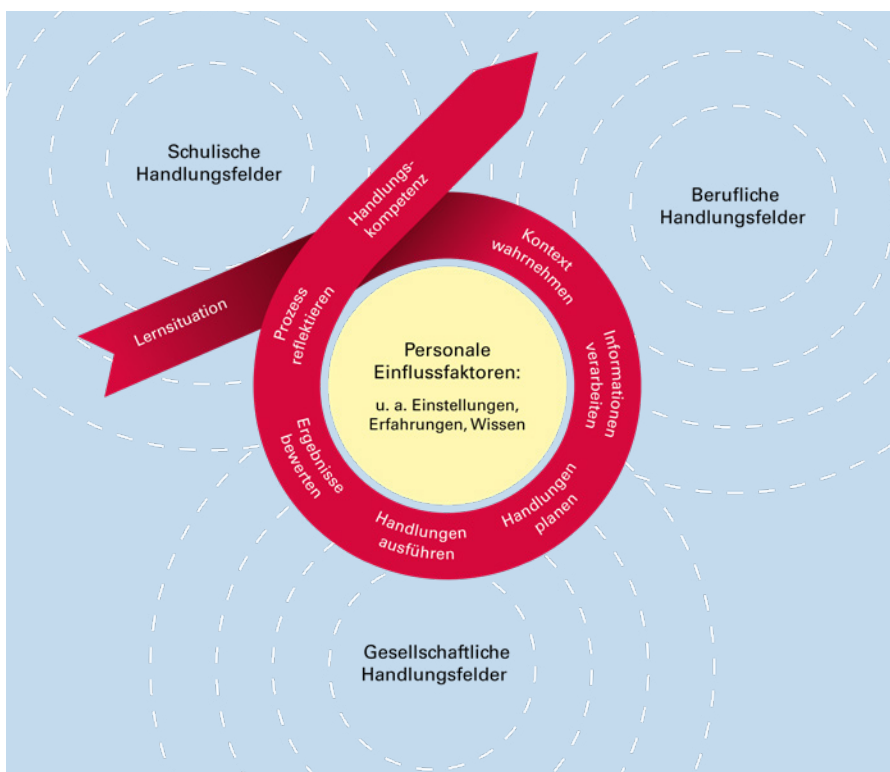 Schulische
Handlungsfelder
Berufliche
Handlungsfelder
Lernsituation
Kontext
wahrnehmen
Informationen
verarbeiten
Handlungen
planen
Handlungen
ausführen
Ergebnisse
bewerten
Prozess
reflektieren
Handlungs-
kompetenz
Personale
Einflussfaktoren:
u. a. Einstellungen,
Erfahrungen, Wissen
Gesellschaftliche
Handlungsfelder